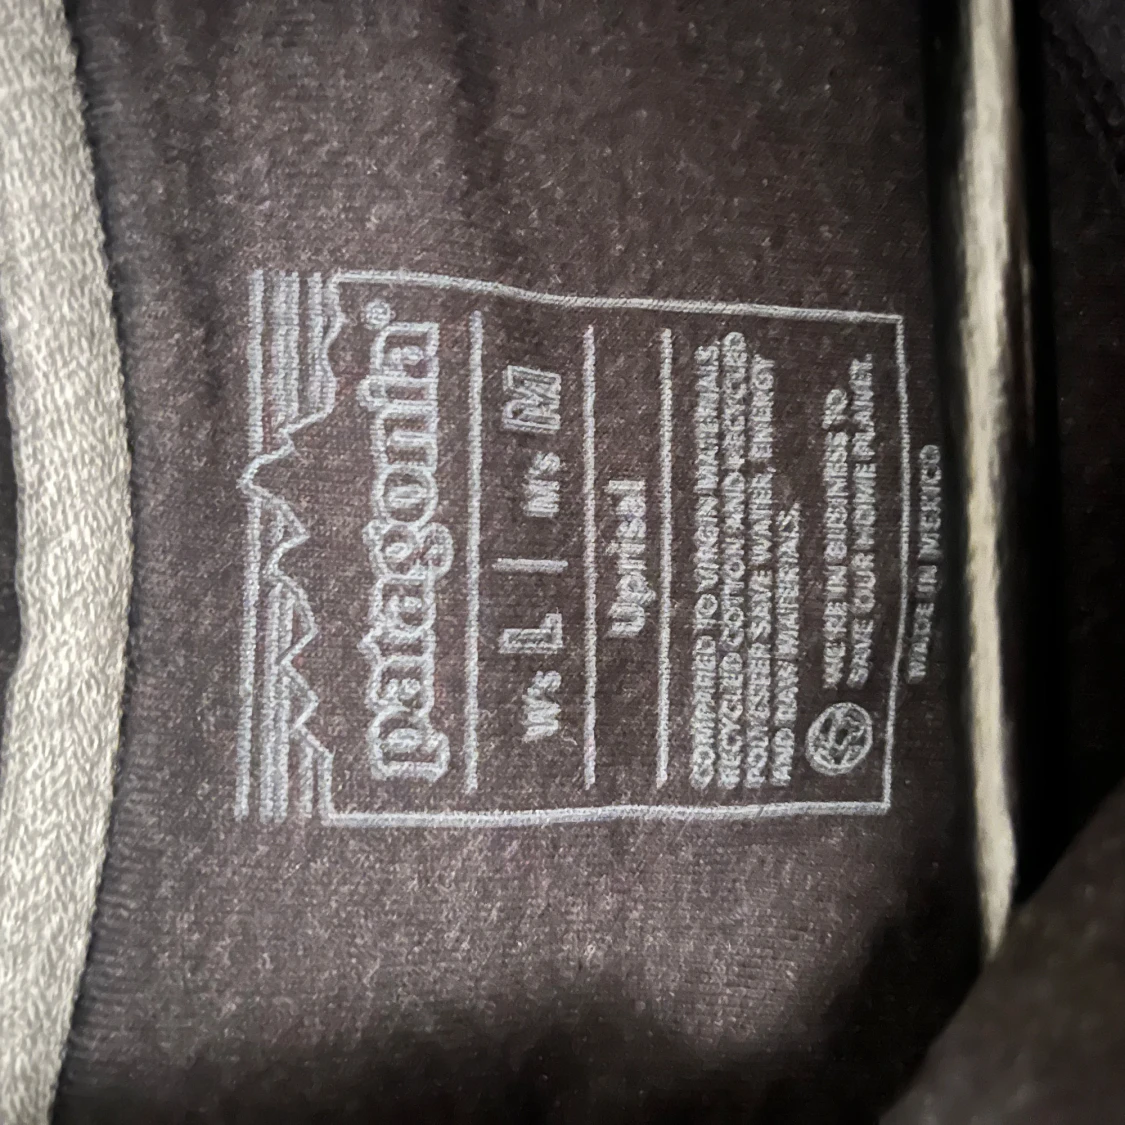 patagonia®
W's L | M's M
Uprisal
COMPARED TO VIRGIN MATERIALS,
RECYCLED COTTON AND RECYCLED
POLYESTER SAVE WATER, ENERGY
AND RAW MATERIALS.
WE'RE IN BUSINESS TO
SAVE OUR HOME PLANET.
MADE IN MEXICO